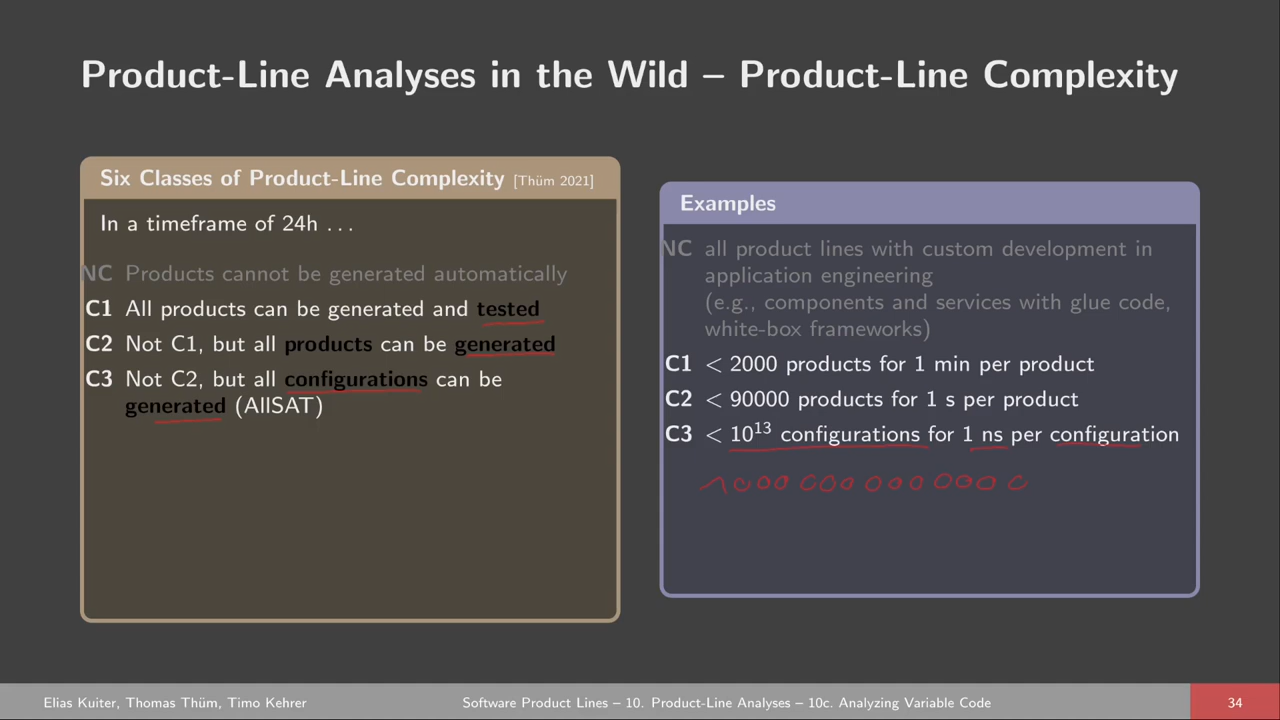 Product-Line Analyses in the Wild – Product-Line Complexity
Six Classes of Product-Line Complexity [Thüm 2021]
In a timeframe of 24h . . .
NC Products cannot be generated automatically
C1 All products can be generated and tested
C2 Not C1, but all products can be generated
C3 Not C2, but all configurations can be
generated (AllSAT)
Examples
NC all product lines with custom development in
application engineering
(e.g., components and services with glue code,
white-box frameworks)
C1 < 2000 products for 1 min per product
C2 < 90000 products for 1 s per product
C3 < 10¹³ configurations for 1 ns per configuration
1000 000 000 000 0
Elias Kuiter, Thomas Thüm, Timo Kehrer
Software Product Lines – 10. Product-Line Analyses – 10c. Analyzing Variable Code
34